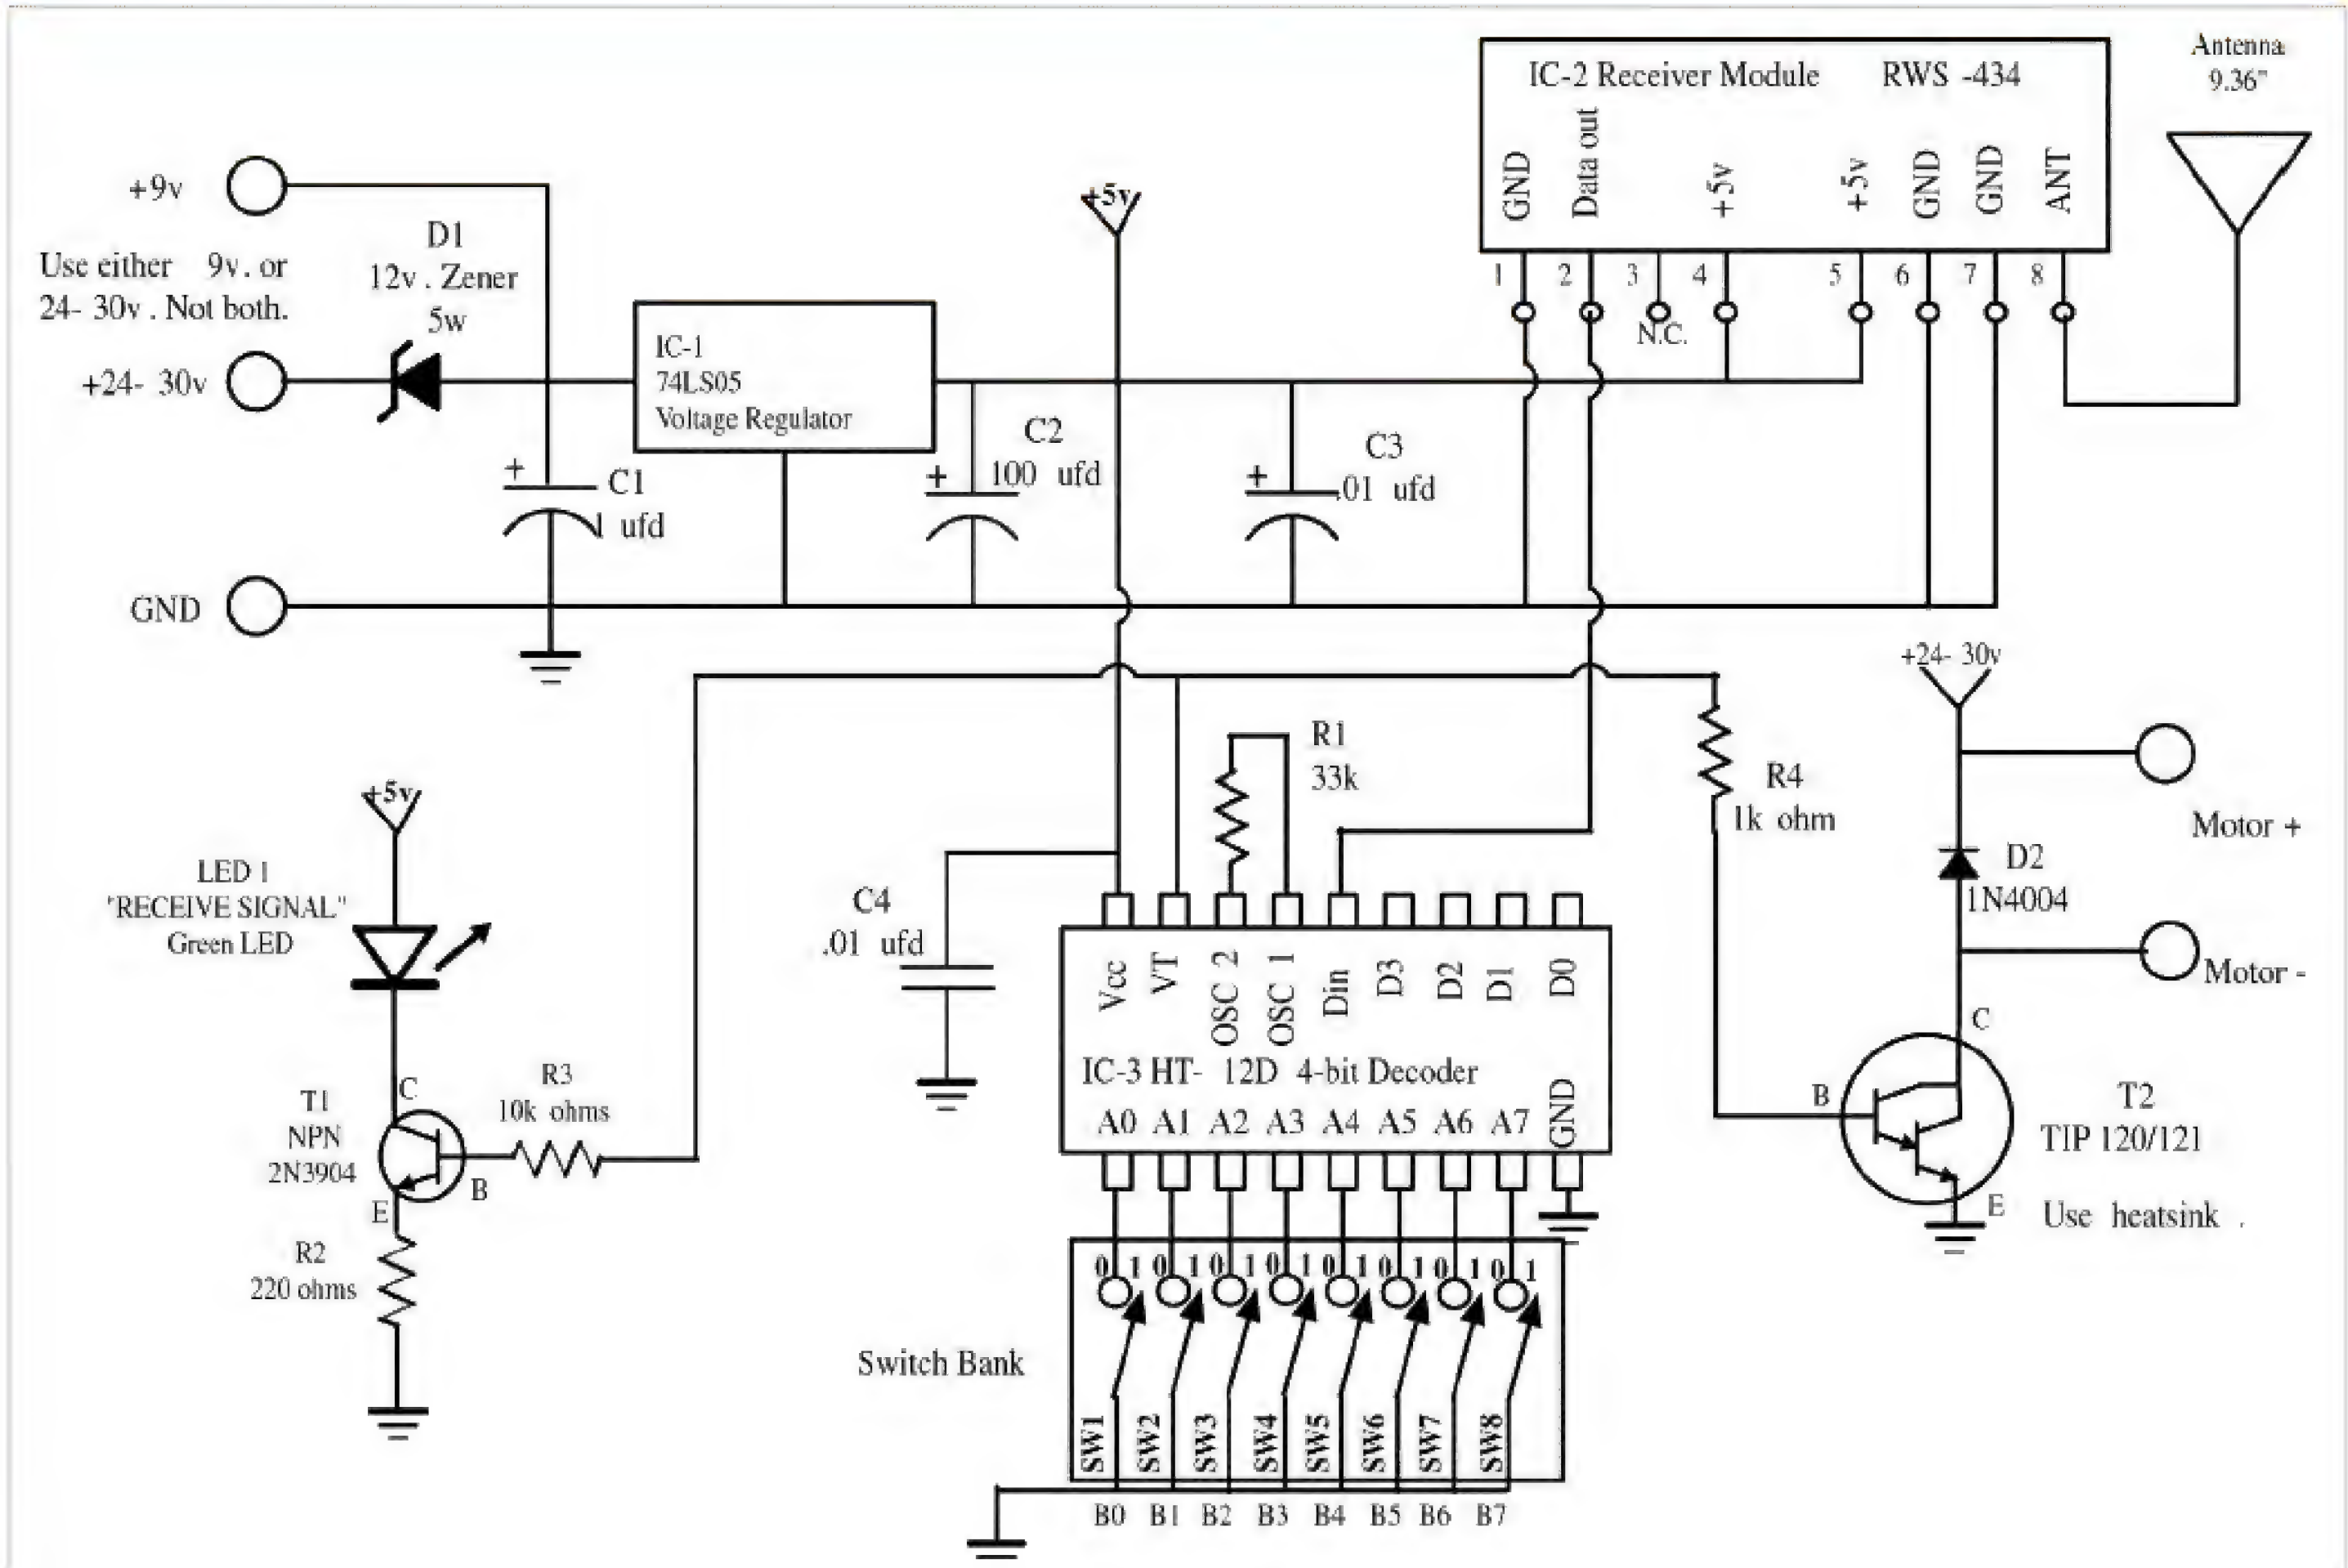 IC-2 Receiver Module RWS -434
Antenna
9.36"
GND
Data out
+5v
+5v
GND
GND
ANT
1
2
3
4
5
6
7
8
N.C.
+9v
Use either 9v. or
24- 30v . Not both.
D1
12v . Zener
5w
+24- 30v
+5v
IC-1
74LS05
Voltage Regulator
+
C1
1 ufd
+
C2
100 ufd
+
C3
.01 ufd
GND
+24- 30v
R1
33k
R4
1k ohm
Motor +
D2
1N4004
Motor -
+5v
LED 1
"RECEIVE SIGNAL"
Green LED
C4
.01 ufd
Vcc
VT
OSC 2
OSC 1
Din
D3
D2
D1
D0
IC-3 HT- 12D 4-bit Decoder
A0 A1 A2 A3 A4 A5 A6 A7 GND
C
T1
NPN
2N3904
E
B
R3
10k ohms
R2
220 ohms
C
B
T2
TIP 120/121
E
Use heatsink .
0 1 0 1 0 1 0 1 0 1 0 1 0 1 0 1
Switch Bank
SW1
SW2
SW3
SW4
SW5
SW6
SW7
SW8
B0 B1 B2 B3 B4 B5 B6 B7